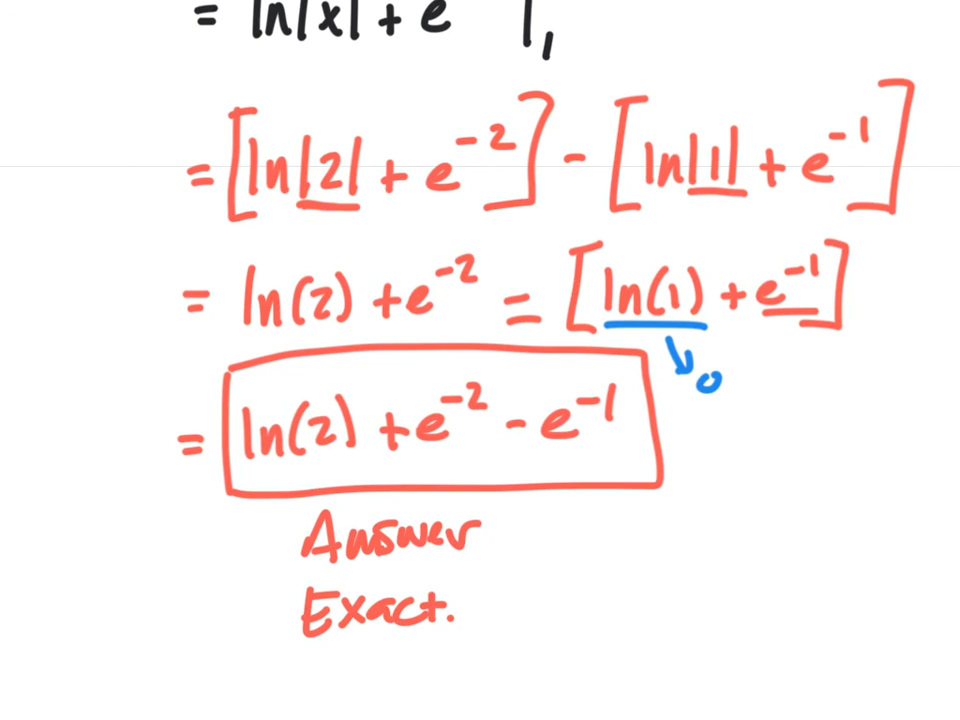 = ln|x| + e |₁
= [ln|2| + e⁻²] - [ln|1| + e⁻¹]
= ln(2) + e⁻² = [ln(1) + e⁻¹]
0
= ln(2) + e⁻² - e⁻¹
Answer
Exact.